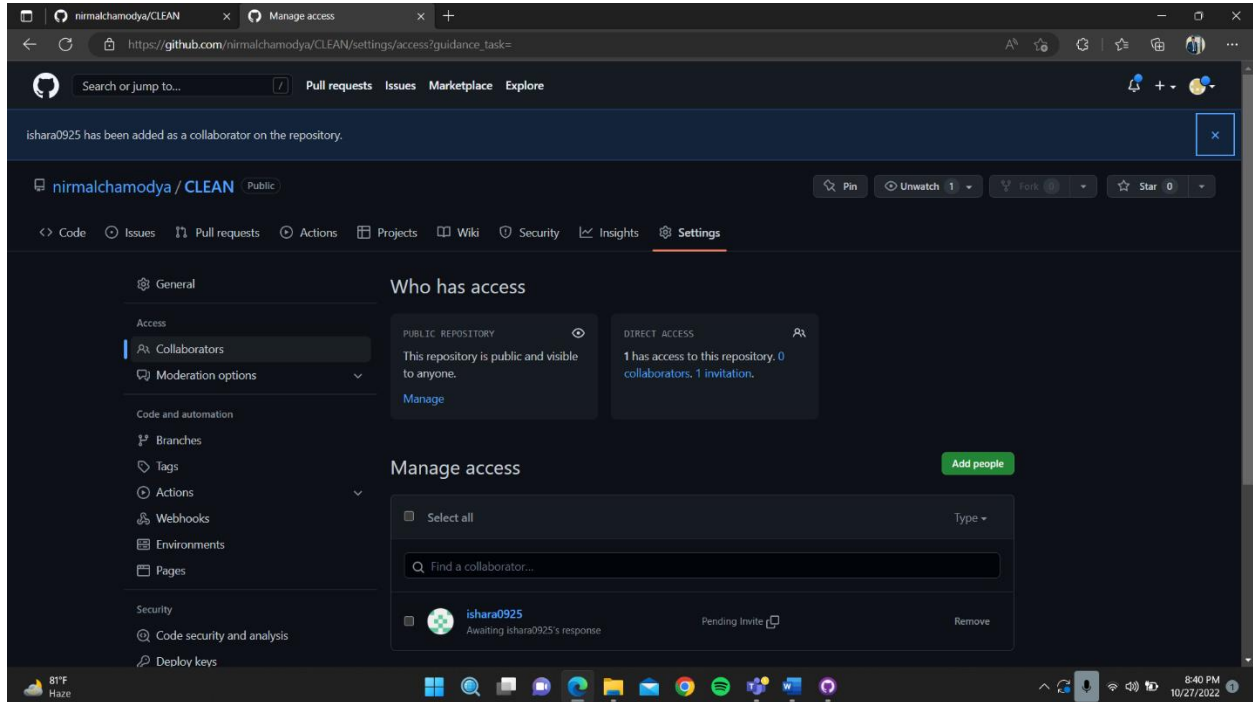 nirmalchamodya/CLEAN
Manage access
https://github.com/nirmalchamodya/CLEAN/settings/access?guidance_task=
Search or jump to...
/
Pull requests Issues Marketplace Explore
ishara0925 has been added as a collaborator on the repository.
nirmalchamodya / CLEAN Public
Pin
Unwatch 1
Fork 0
Star 0
Code
Issues
Pull requests
Actions
Projects
Wiki
Security
Insights
Settings
General
Access
Collaborators
Moderation options
Code and automation
Branches
Tags
Actions
Webhooks
Environments
Pages
Security
Code security and analysis
Deploy keys
Who has access
PUBLIC REPOSITORY
This repository is public and visible
to anyone.
Manage
DIRECT ACCESS
1 has access to this repository. 0
collaborators. 1 invitation.
Manage access
Add people
Select all
Type
Find a collaborator...
ishara0925
Awaiting ishara0925's response
Pending Invite
Remove
81°F
Haze
8:40 PM
10/27/2022
1